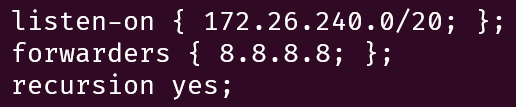 listen-on { 172.26.240.0/20; };
forwarders { 8.8.8.8; };
recursion yes;